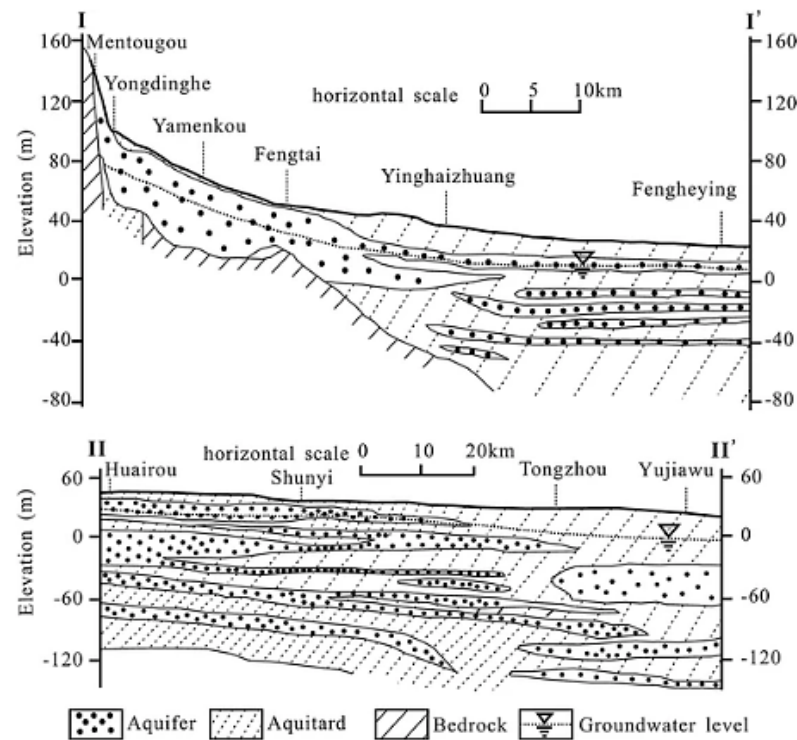 I I'
160 160
Mentougou
120 120
Yongdinghe
horizontal scale 0 5 10km
Yamenkou
80 80
Fengtai
Yinghaizhuang
Fengheying
40 40
0 0
-40 -40
-80 -80
Elevation (m)
II II'
horizontal scale 0 10 20km
60 60
Huairou Shunyi Tongzhou Yujiawu
0 0
-60 -60
-120 -120
Elevation (m)
Aquifer Aquitard Bedrock Groundwater level